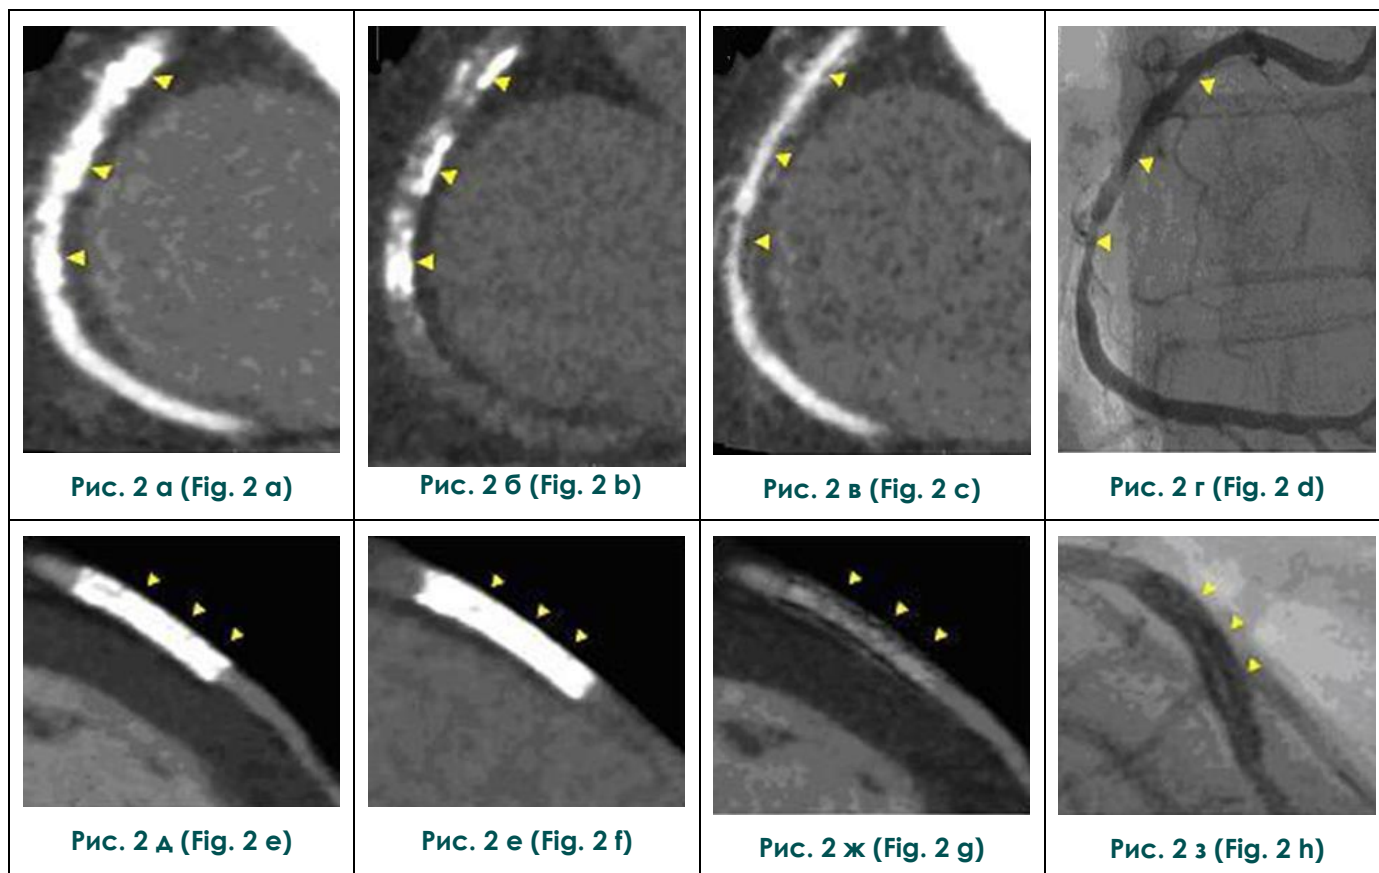 Рис. 2 а (Fig. 2 a)
Рис. 2 б (Fig. 2 b)
Рис. 2 в (Fig. 2 c)
Рис. 2 г (Fig. 2 d)
Рис. 2 д (Fig. 2 e)
Рис. 2 е (Fig. 2 f)
Рис. 2 ж (Fig. 2 g)
Рис. 2 з (Fig. 2 h)